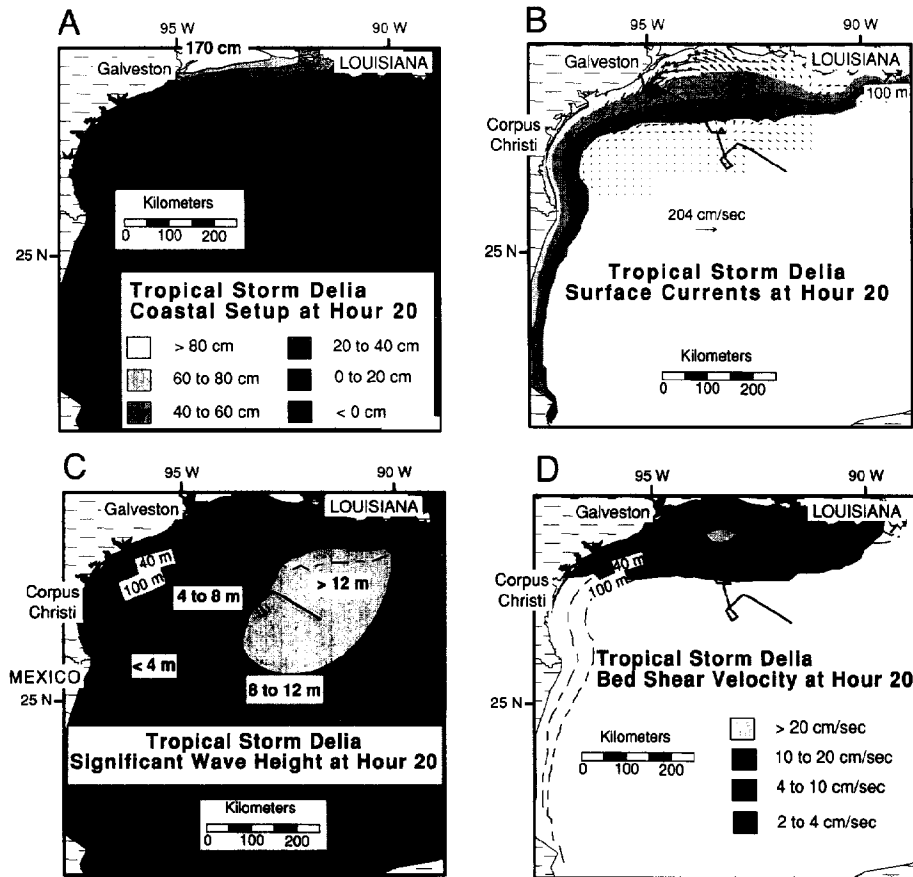 A
95 W
90 W
170 cm
Galveston
LOUISIANA
Kilometers
0 100 200
25 N
Tropical Storm Delia
Coastal Setup at Hour 20
> 80 cm
20 to 40 cm
60 to 80 cm
0 to 20 cm
40 to 60 cm
< 0 cm
B
95 W
90 W
Galveston
LOUISIANA
100 m
Corpus
Christi
204 cm/sec
25 N
Tropical Storm Delia
Surface Currents at Hour 20
Kilometers
0 100 200
C
95 W
90 W
Galveston
LOUISIANA
40 m
100 m
> 12 m
Corpus
Christi
4 to 8 m
< 4 m
MEXICO
8 to 12 m
25 N
Tropical Storm Delia
Significant Wave Height at Hour 20
Kilometers
0 100 200
D
95 W
90 W
Galveston
LOUISIANA
40 m
100 m
Corpus
Christi
Tropical Storm Delia
Bed Shear Velocity at Hour 20
25 N
Kilometers
0 100 200
> 20 cm/sec
10 to 20 cm/sec
4 to 10 cm/sec
2 to 4 cm/sec